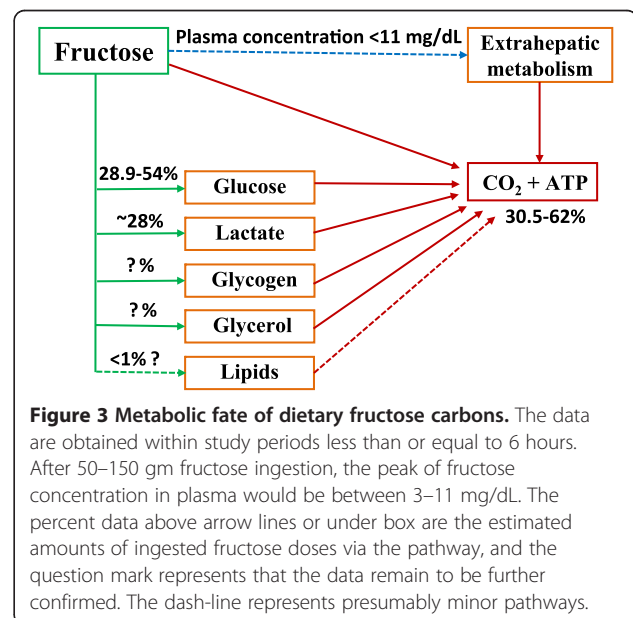 Plasma concentration <11 mg/dL
Fructose
Extrahepatic
metabolism
28.9-54%
Glucose
CO₂ + ATP
30.5-62%
~28%
Lactate
? %
Glycogen
? %
Glycerol
<1% ?
Lipids
Figure 3 Metabolic fate of dietary fructose carbons. The data
are obtained within study periods less than or equal to 6 hours.
After 50–150 gm fructose ingestion, the peak of fructose
concentration in plasma would be between 3–11 mg/dL. The
percent data above arrow lines or under box are the estimated
amounts of ingested fructose doses via the pathway, and the
question mark represents that the data remain to be further
confirmed. The dash-line represents presumably minor pathways.